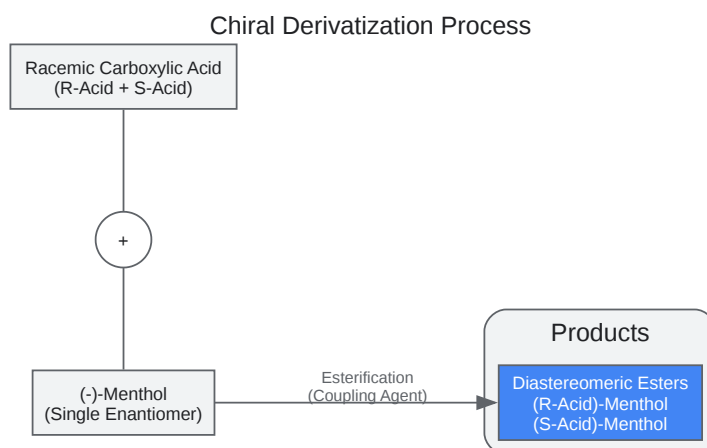 Chiral Derivatization Process
Racemic Carboxylic Acid
(R-Acid + S-Acid)
+
(-)-Menthol
(Single Enantiomer)
Esterification
(Coupling Agent)
Products
Diastereomeric Esters
(R-Acid)-Menthol
(S-Acid)-Menthol